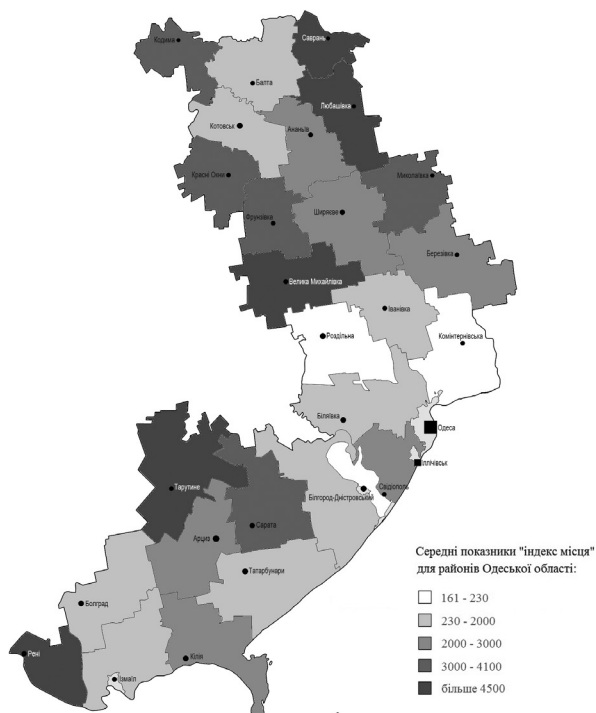 Саврань
Кодима
Балта
Любашівка
Котовськ
Ананьїв
Красні Окни
Миколаївка
Фрунзівка
Ширяєве
Березівка
Велика Михайлівка
Іванівка
Роздільна
Комінтернівська
Біляївка
Одеса
Іллічівськ
Тарутине
Білгород-Дністровський
Овідіополь
Сарата
Арциз
Татарбунари
Болград
Рені
Ізмаїл
Кілія
Середні показники "індекс місця"
для районів Одеської області:
161 - 230
230 - 2000
2000 - 3000
3000 - 4100
більше 4500